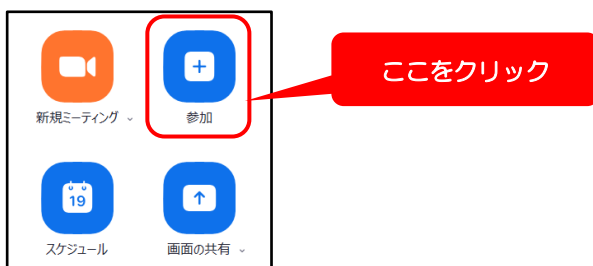 新規ミーティング
参加
ここをクリック
19
スケジュール
画面の共有